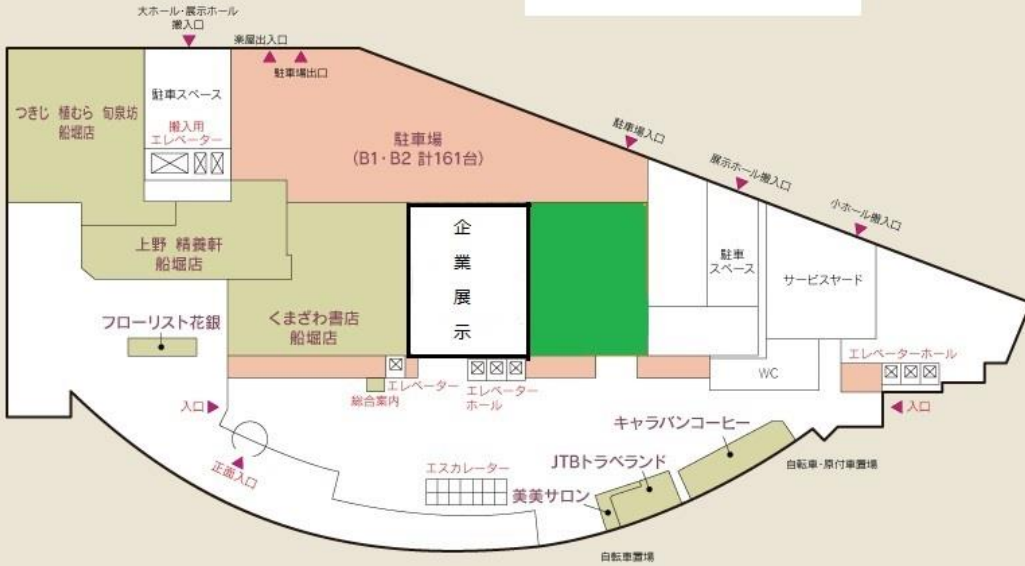 大ホール・展示ホール
搬入口
楽屋出入口
駐車場出口
つきじ 植むら 旬泉坊
船堀店
駐車スペース
搬入用
エレベーター
駐車場
(B1・B2 計161台)
駐車場入口
展示ホール搬入口
小ホール搬入口
上野 精養軒
船堀店
企
業
展
示
駐車
スペース
サービスヤード
フローリスト花銀
くまざわ書店
船堀店
エレベーター
総合案内
エレベーター
ホール
WC
エレベーターホール
入口
正面入口
入口
エスカレーター
キャラバンコーヒー
JTBトラベランド
美美サロン
自転車・原付車置場
自転車置場